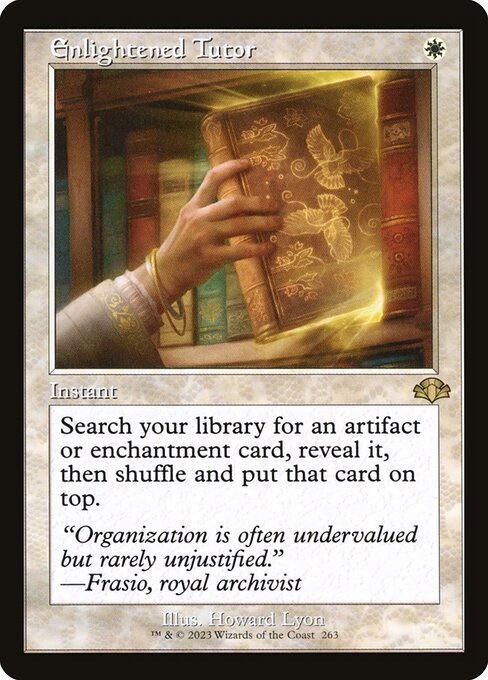 Enlightened Tutor
Instant
Search your library for an artifact
or enchantment card, reveal it,
then shuffle and put that card on
top.
“Organization is often undervalued
but rarely unjustified.”
—Frasio, royal archivist
Illus. Howard Lyon
™ & © 2023 Wizards of the Coast 263